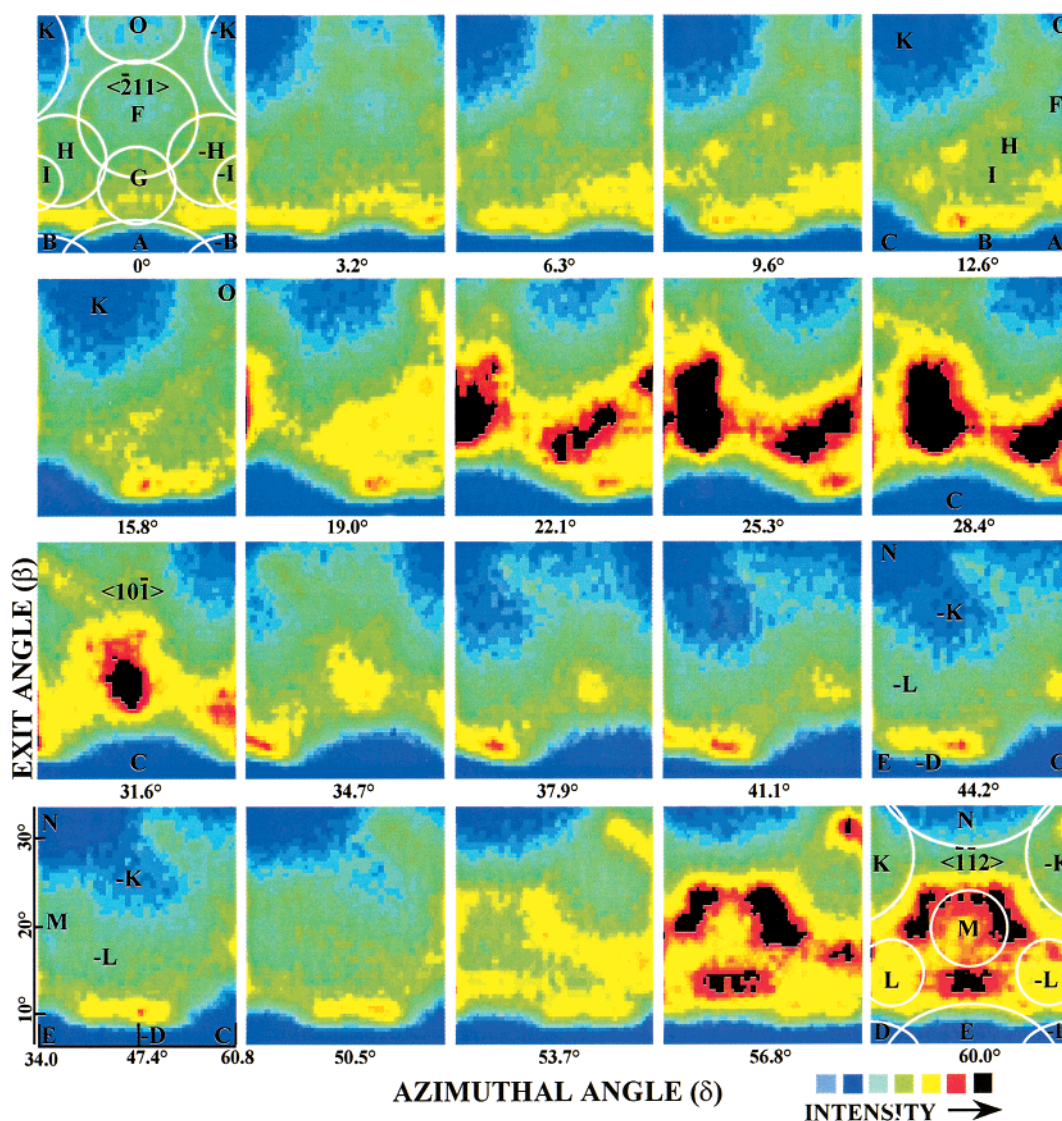 K O -K
<2̄11>
F
H -H
I G -I
B A -B
0° 3.2° 6.3° 9.6° 12.6°
K O
F
H
I
C B A
K O
15.8° 19.0° 22.1° 25.3° 28.4°
C
<101̄>
C
31.6° 34.7° 37.9° 41.1° 44.2°
N
-K
-L
E -D C
EXIT ANGLE (β)
30°
20°
10°
N
-K
M
-L
E -D C
34.0 47.4° 60.8 50.5° 53.7° 56.8° 60.0°
N
K <1̄1̄2> -K
M
L -L
D E -D
AZIMUTHAL ANGLE (δ)
INTENSITY